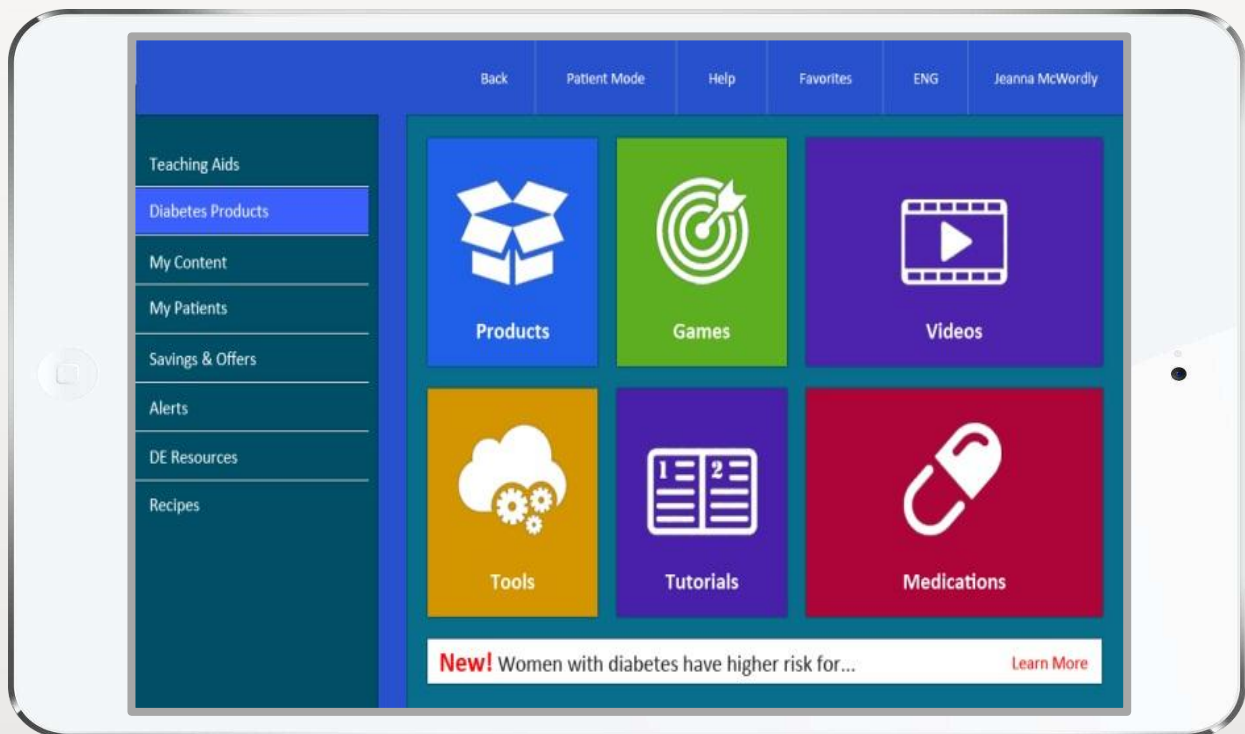 Back
Patient Mode
Help
Favorites
ENG
Jeanna McWordly
Teaching Aids
Diabetes Products
My Content
My Patients
Savings & Offers
Alerts
DE Resources
Recipes
Products
Games
Videos
1 2
Tools
Tutorials
Medications
New! Women with diabetes have higher risk for... Learn More